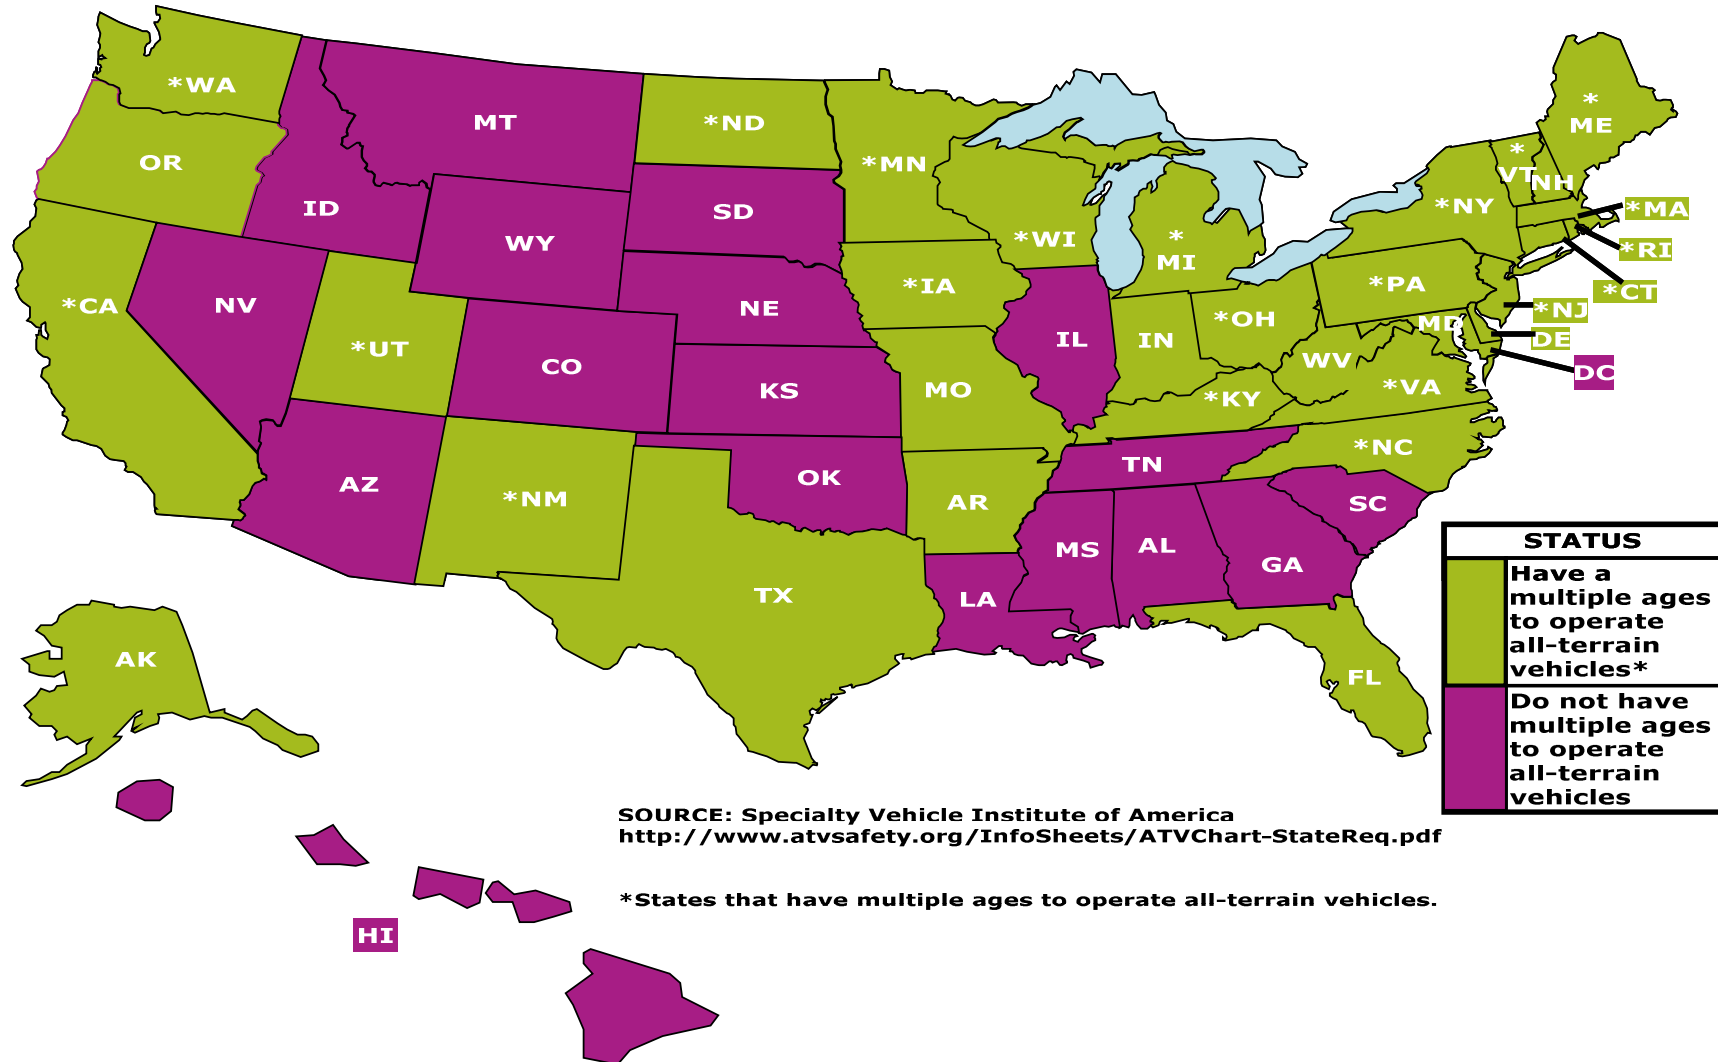 *WA
MT
*ND
*MN
*
ME
OR
ID
WY
SD
*WI
*
MI
*NY
*
VT
NH
*MA
*RI
*CT
*CA
NV
*UT
CO
NE
*IA
IL
IN
*OH
*PA
*NJ
MD
DE
DC
KS
MO
*KY
WV
*VA
AZ
*NM
OK
AR
TN
*NC
SC
TX
LA
MS
AL
GA
FL
AK
HI
STATUS
Have a
multiple ages
to operate
all-terrain
vehicles*
Do not have
multiple ages
to operate
all-terrain
vehicles
SOURCE: Specialty Vehicle Institute of America
http://www.atvsafety.org/InfoSheets/ATVChart-StateReq.pdf
*States that have multiple ages to operate all-terrain vehicles.